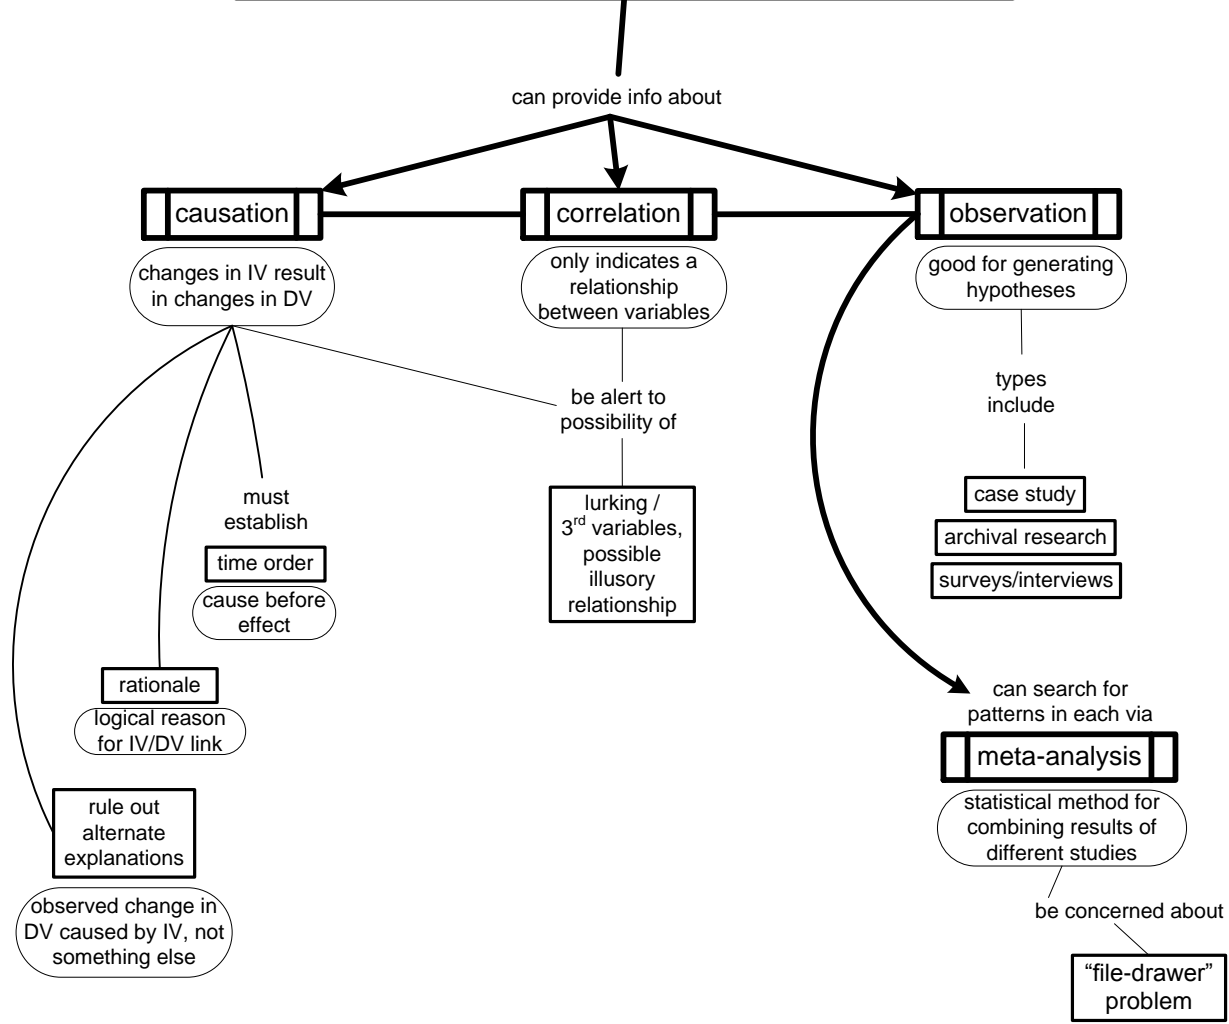 can provide info about
causation
correlation
observation
changes in IV result
in changes in DV
only indicates a
relationship
between variables
good for generating
hypotheses
be alert to
possibility of
types
include
must
establish
time order
cause before
effect
lurking /
3rd variables,
possible
illusory
relationship
case study
archival research
surveys/interviews
rationale
logical reason
for IV/DV link
can search for
patterns in each via
meta-analysis
statistical method for
combining results of
different studies
rule out
alternate
explanations
observed change in
DV caused by IV, not
something else
be concerned about
“file-drawer”
problem